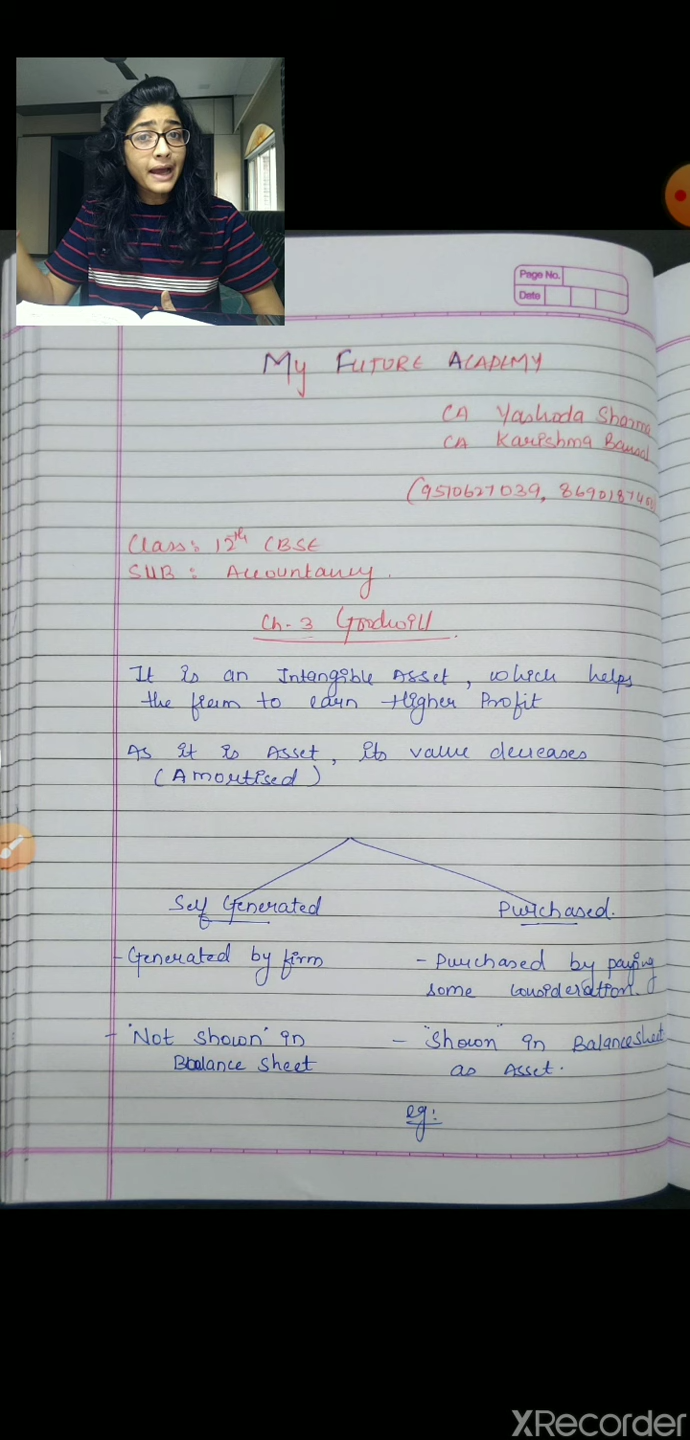 Page No.
Date
My FUTURE ACADEMY
CA Yashoda Sharma
CA Karishma Bansal
(9510627039,
Class: 12th CBSE
SUB : Accountancy.
Ch-3 Goodwill.
It is an Intangible Asset, which helps
the firm to earn Higher Profit
As it is Asset, its value decreases
(Amortised)
Self Generated
Purchased.
- Generated by firm
- Purchased by paying
some consideration.
- "Not Shown" in
Balance Sheet
- "Shown" in Balancesheet
as Asset.
eg:
XRecorder